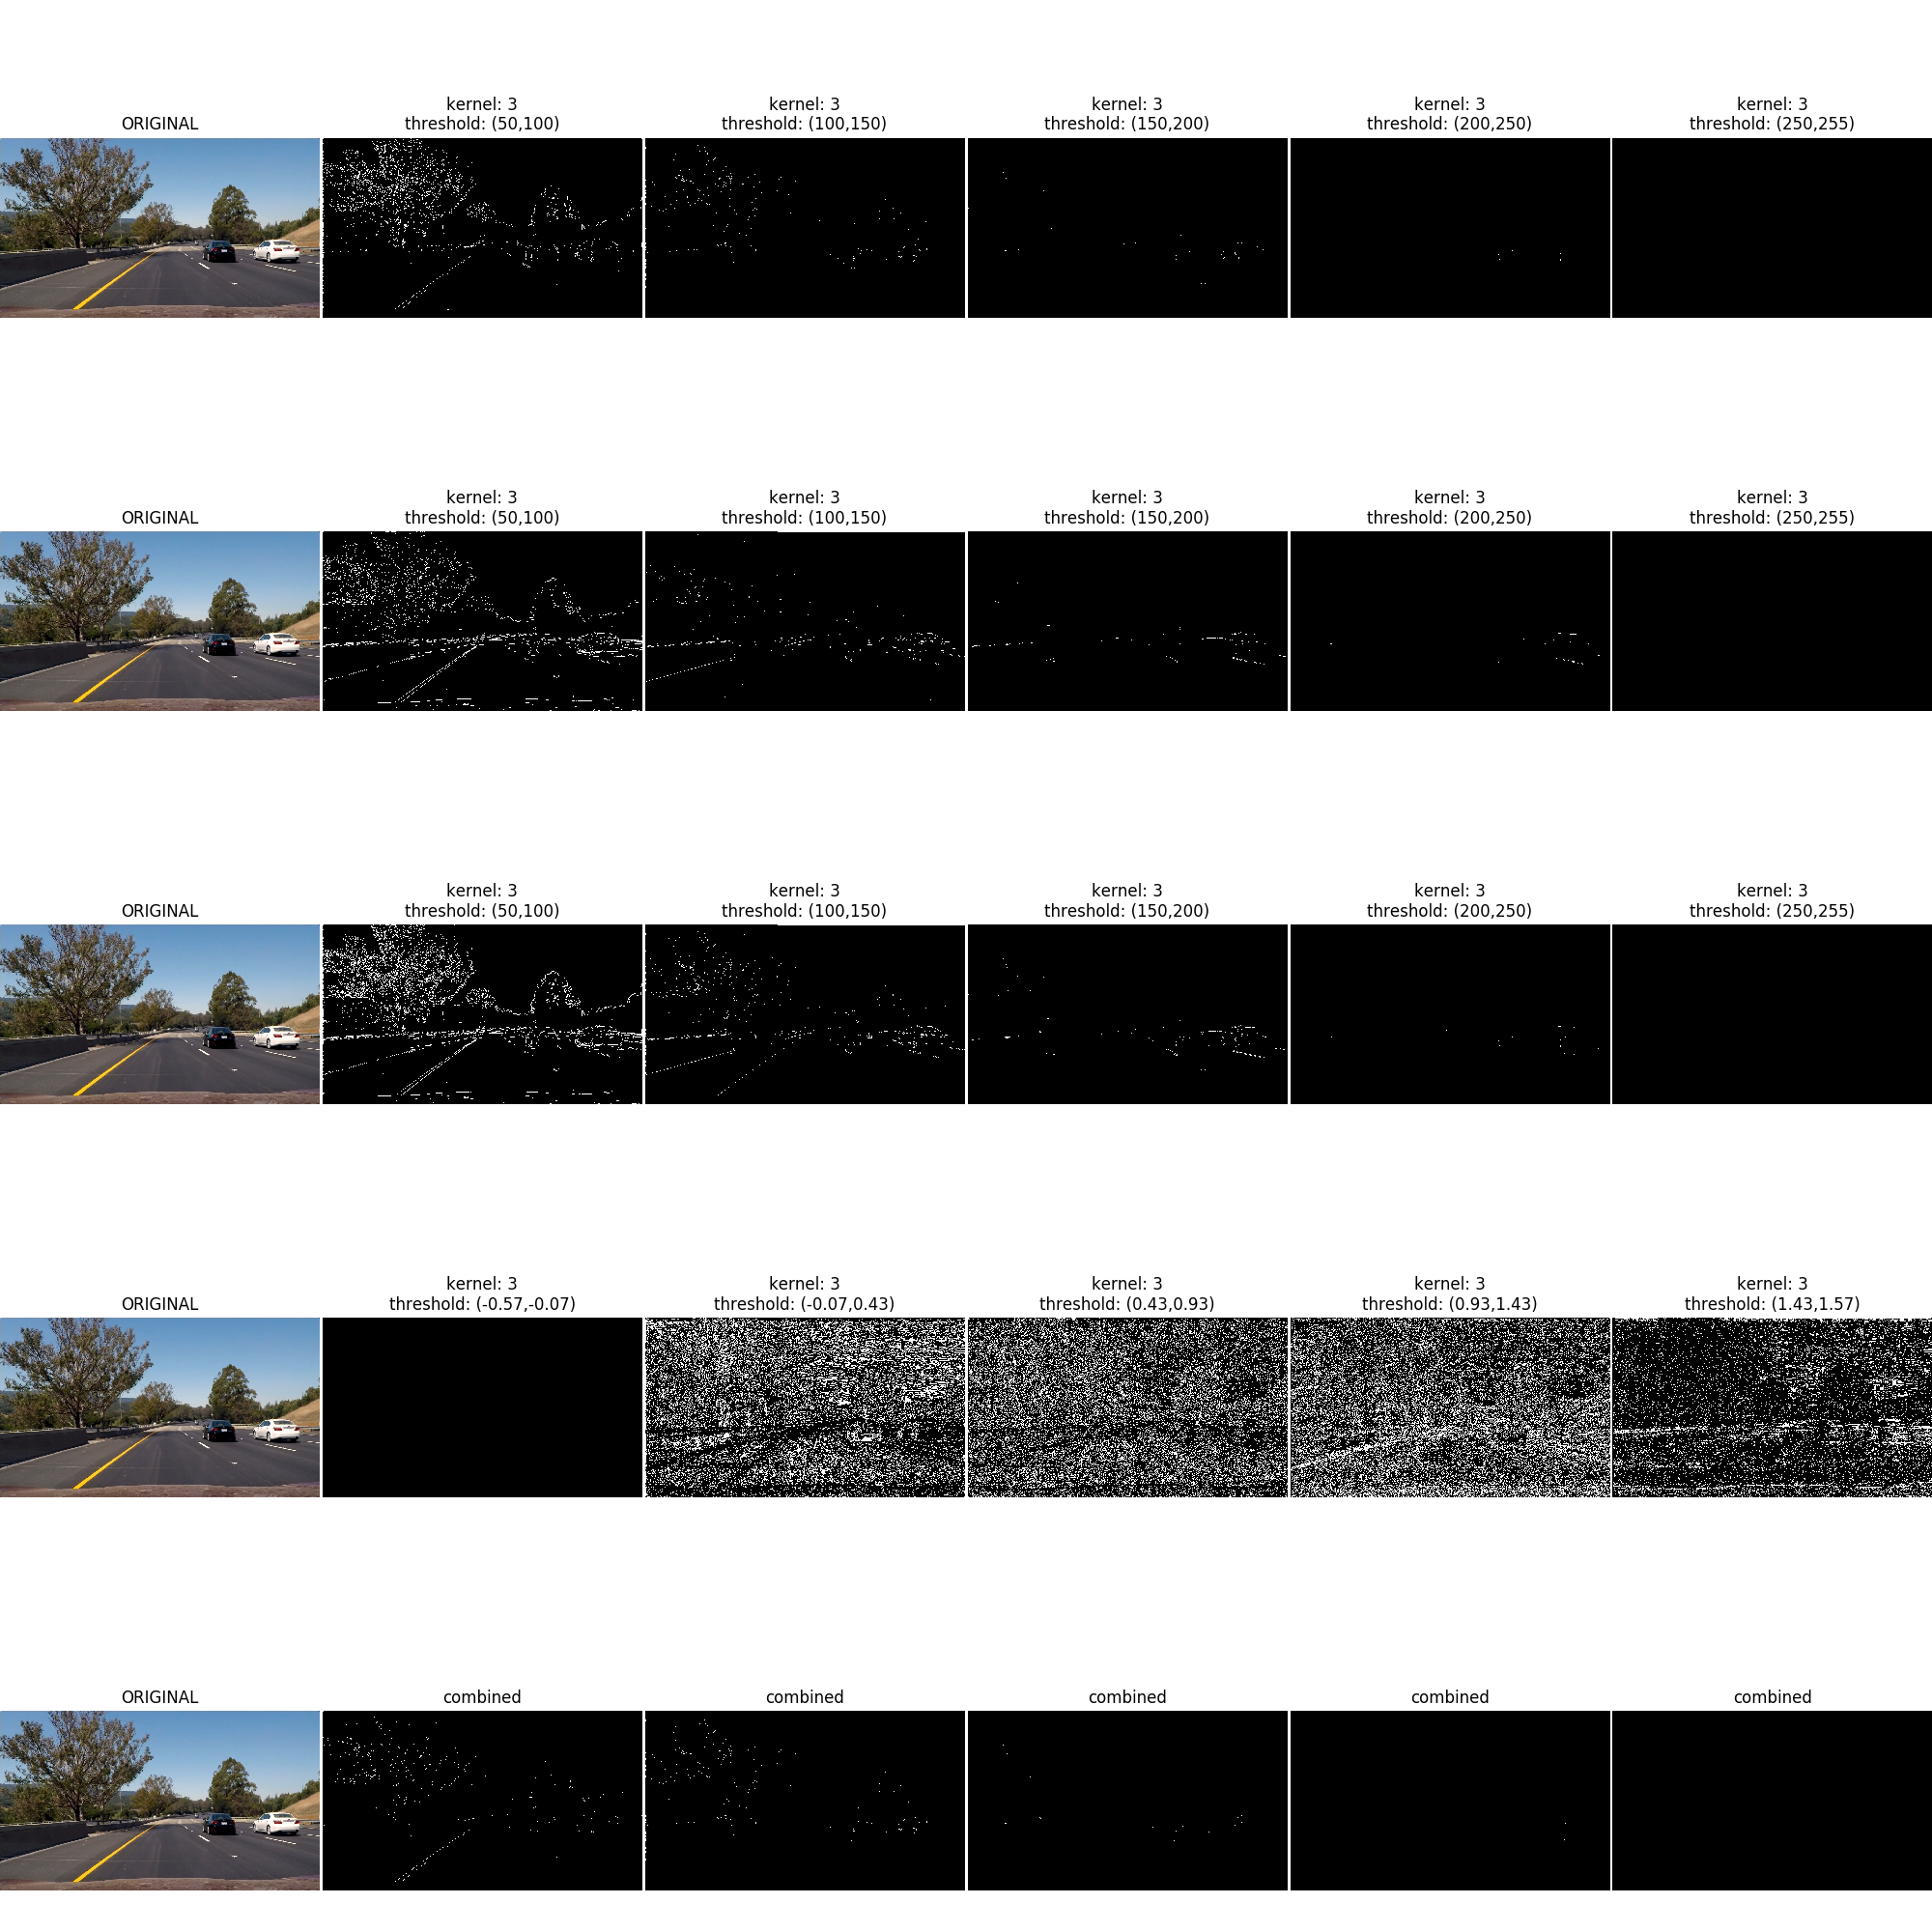 ORIGINAL
kernel: 3
threshold: (50,100)
kernel: 3
threshold: (100,150)
kernel: 3
threshold: (150,200)
kernel: 3
threshold: (200,250)
kernel: 3
threshold: (250,255)
ORIGINAL
kernel: 3
threshold: (50,100)
kernel: 3
threshold: (100,150)
kernel: 3
threshold: (150,200)
kernel: 3
threshold: (200,250)
kernel: 3
threshold: (250,255)
ORIGINAL
kernel: 3
threshold: (50,100)
kernel: 3
threshold: (100,150)
kernel: 3
threshold: (150,200)
kernel: 3
threshold: (200,250)
kernel: 3
threshold: (250,255)
ORIGINAL
kernel: 3
threshold: (-0.57,-0.07)
kernel: 3
threshold: (-0.07,0.43)
kernel: 3
threshold: (0.43,0.93)
kernel: 3
threshold: (0.93,1.43)
kernel: 3
threshold: (1.43,1.57)
ORIGINAL
combined
combined
combined
combined
combined